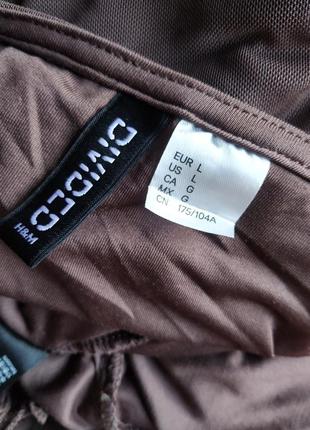 DIVIDED
H&M
EUR L
US L
CA G
MX G
CN 175/104A